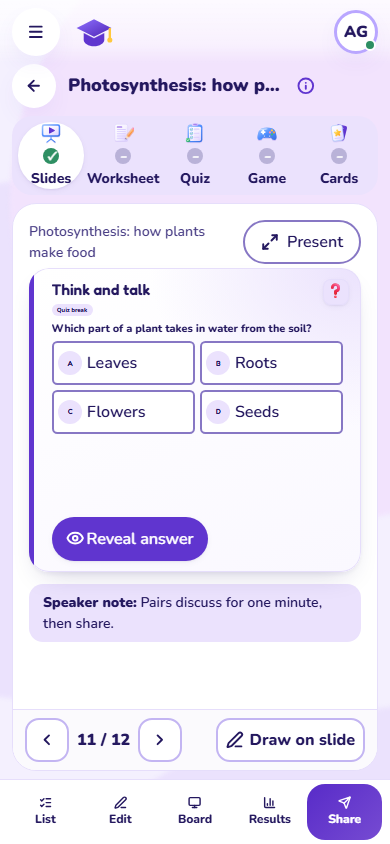 AG
Photosynthesis: how p...
Slides
Worksheet
Quiz
Game
Cards
Photosynthesis: how plants
make food
Present
Think and talk
Quiz break
Which part of a plant takes in water from the soil?
A Leaves
B Roots
C Flowers
D Seeds
Reveal answer
Speaker note: Pairs discuss for one minute,
then share.
11 / 12
Draw on slide
List
Edit
Board
Results
Share